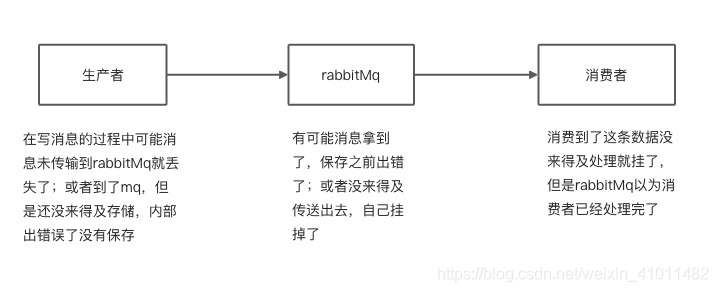 生产者
rabbitMq
消费者
在写消息的过程中可能消
息未传输到rabbitMq就丢
失了；或者到了mq，但
是还没来得及存储，内部
出错误了没有保存
有可能消息拿到
了，保存之前出错
了；或者没来得及
传送出去，自己挂
掉了
消费到了这条数据没
来得及处理就挂了，
但是rabbitMq以为消
费者已经处理完了
https://blog.csdn.net/weixin_41011482